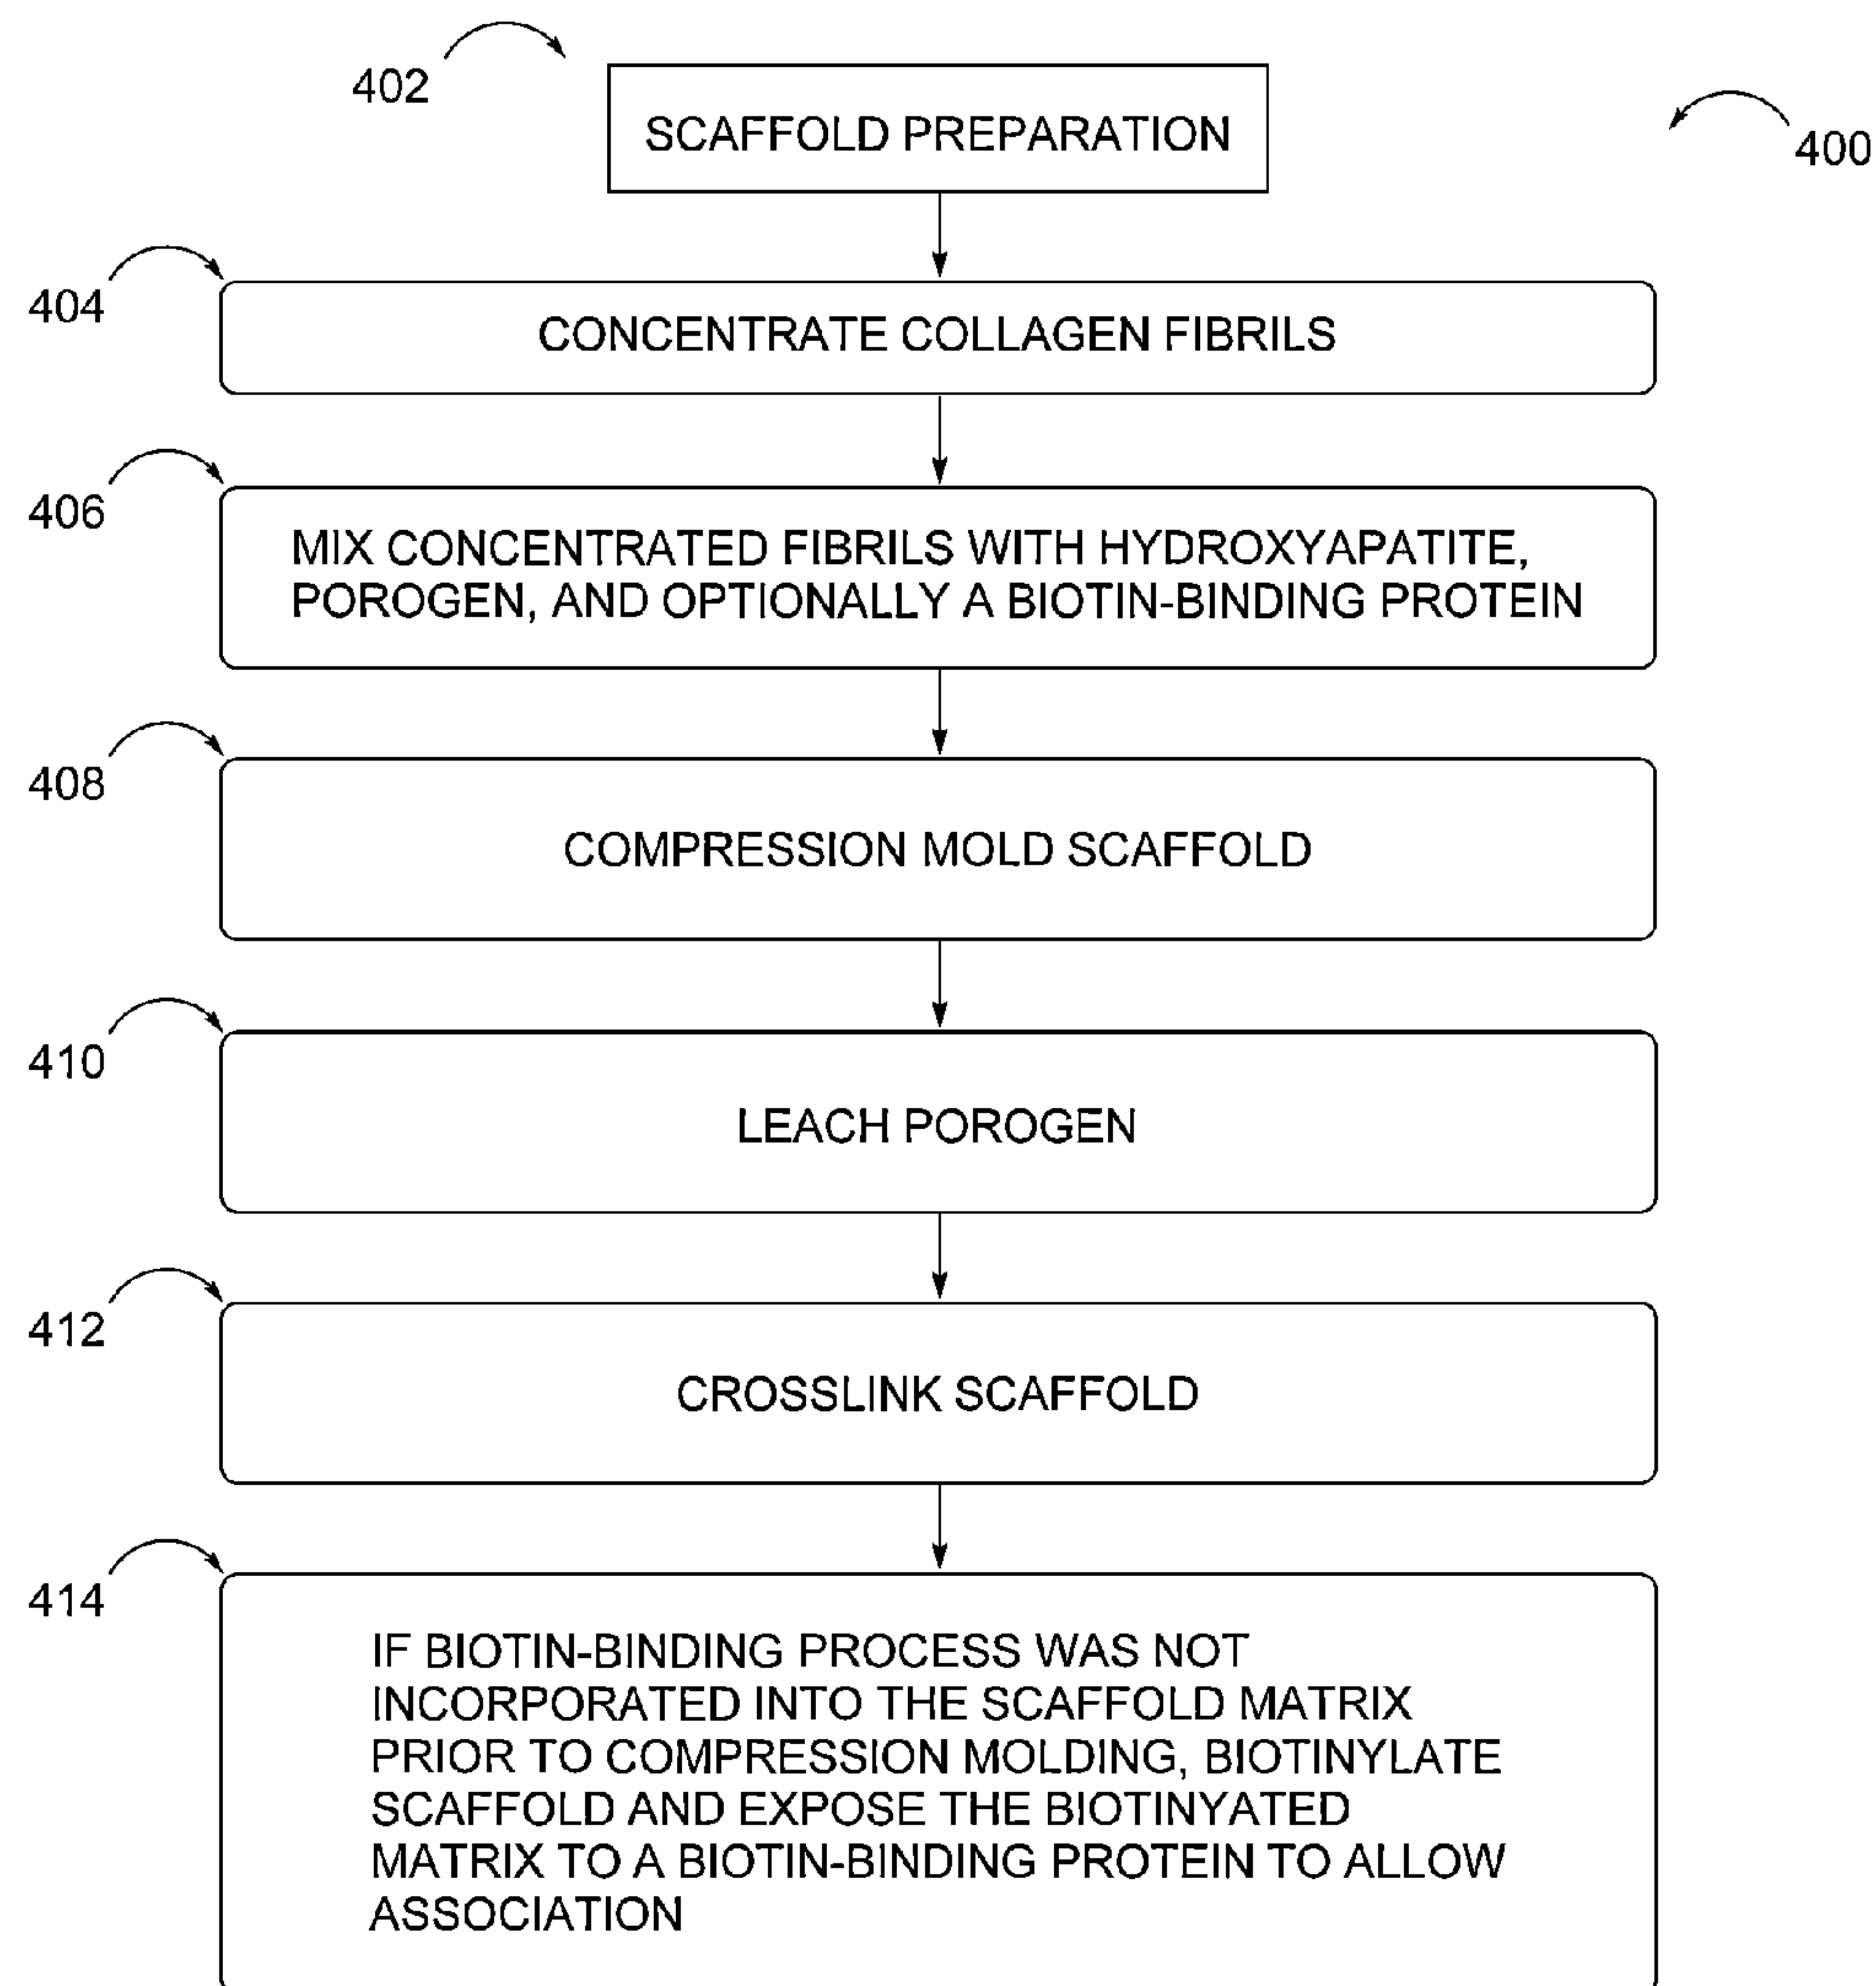 402
SCAFFOLD PREPARATION
400
404
CONCENTRATE COLLAGEN FIBRILS
406
MIX CONCENTRATED FIBRILS WITH HYDROXYAPATITE,
POROGEN, AND OPTIONALLY A BIOTIN-BINDING PROTEIN
408
COMPRESSION MOLD SCAFFOLD
410
LEACH POROGEN
412
CROSSLINK SCAFFOLD
414
IF BIOTIN-BINDING PROCESS WAS NOT
INCORPORATED INTO THE SCAFFOLD MATRIX
PRIOR TO COMPRESSION MOLDING, BIOTINYLATE
SCAFFOLD AND EXPOSE THE BIOTINYATED
MATRIX TO A BIOTIN-BINDING PROTEIN TO ALLOW
ASSOCIATION